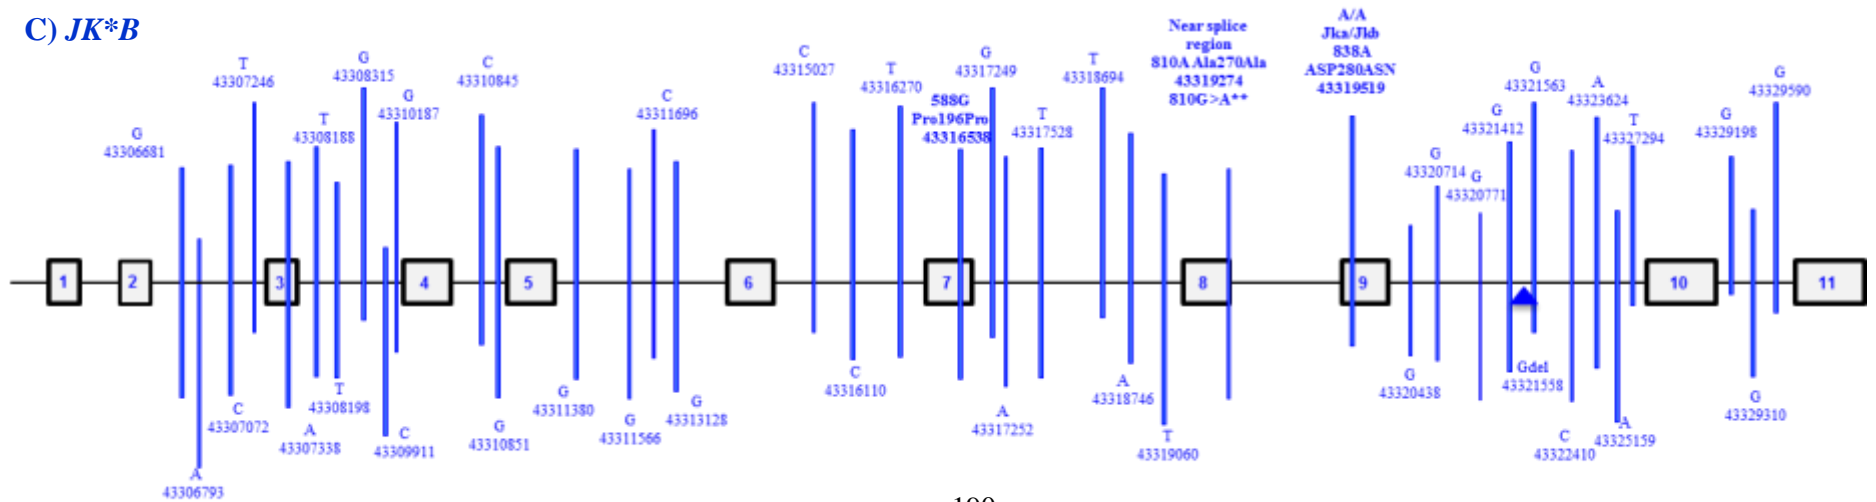 C) JK*B
G
43306681
T
43307246
T
43308188
G
43308315
G
43310187
C
43310845
C
43311696
C
43315027
T
43316270
588G
Pro196Pro
43316538
G
43317249
T
43317528
T
43318694
Near splice
region
810A Ala270Ala
43319274
810G>A**
A/A
Jka/Jkb
838A
ASP280ASN
43319519
G
43320714
G
43320771
G
43321412
G
43321563
A
43323624
T
43327294
G
43329198
G
43329590
1
2
3
4
5
6
7
8
9
10
11
A
43306793
C
43307072
A
43307338
T
43308198
C
43309911
G
43310851
G
43311380
G
43311566
G
43313128
C
43316110
A
43317252
A
43318746
T
43319060
G
43320438
Gdel
43321558
C
43322410
A
43325159
G
43329310